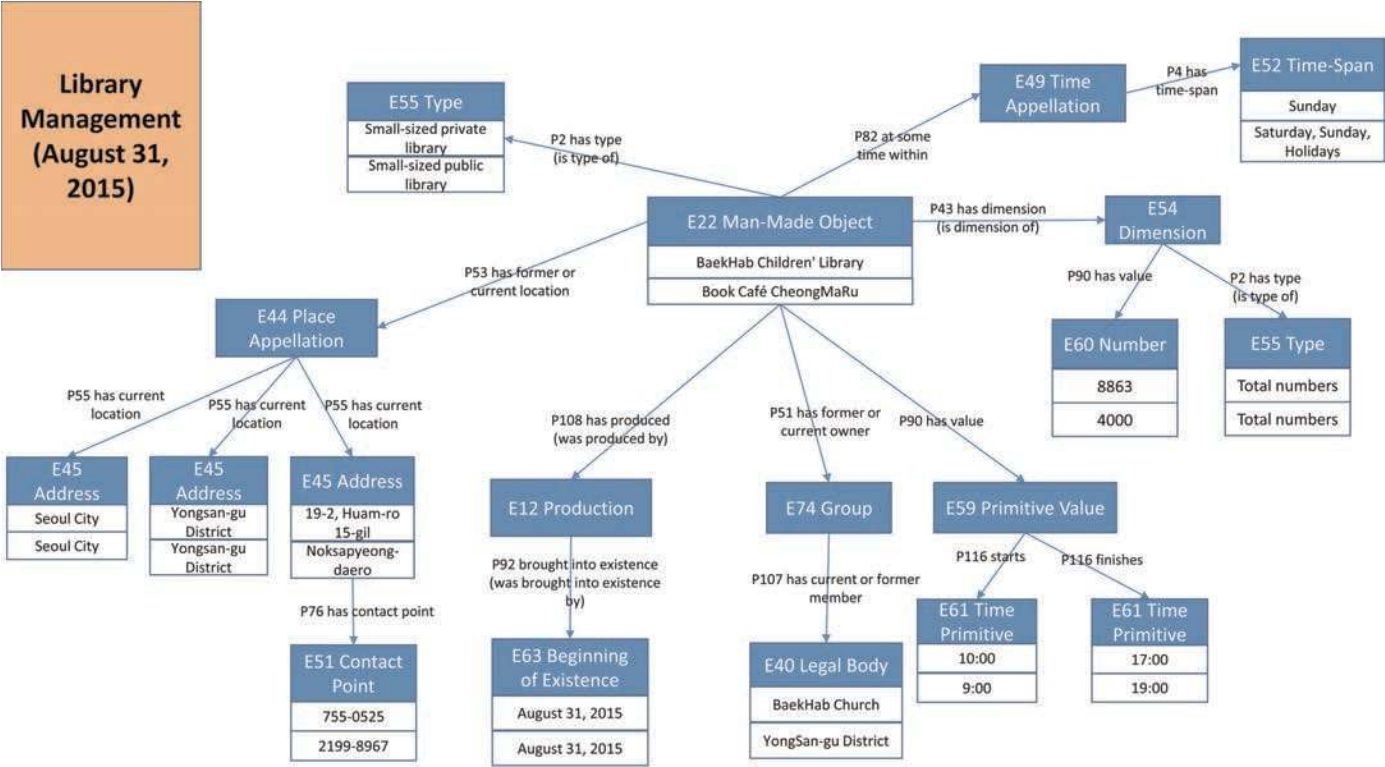 Library
Management
(August 31,
2015)
E55 Type
Small-sized private
library
Small-sized public
library
P2 has type
(is type of)
P82 at some
time within
E49 Time
Appellation
P4 has
time-span
E52 Time-Span
Sunday
Saturday, Sunday,
Holidays
E22 Man-Made Object
BaekHab Children' Library
Book Café CheongMaRu
P43 has dimension
(is dimension of)
E54
Dimension
P90 has value
P2 has type
(is type of)
E60 Number
8863
4000
E55 Type
Total numbers
Total numbers
P53 has former or
current location
E44 Place
Appellation
P55 has current
location
P55 has current
location
P55 has current
location
E45
Address
Seoul City
Seoul City
E45
Address
Yongsan-gu
District
Yongsan-gu
District
E45 Address
19-2, Huam-ro
15-gil
Noksapyeong-
daero
P76 has contact point
E51 Contact
Point
755-0525
2199-8967
P108 has produced
(was produced by)
E12 Production
P92 brought into existence
(was brought into existence
by)
E63 Beginning
of Existence
August 31, 2015
August 31, 2015
P51 has former or
current owner
E74 Group
P107 has current or former
member
E40 Legal Body
BaekHab Church
YongSan-gu District
P90 has value
E59 Primitive Value
P116 starts
P116 finishes
E61 Time
Primitive
10:00
9:00
E61 Time
Primitive
17:00
19:00